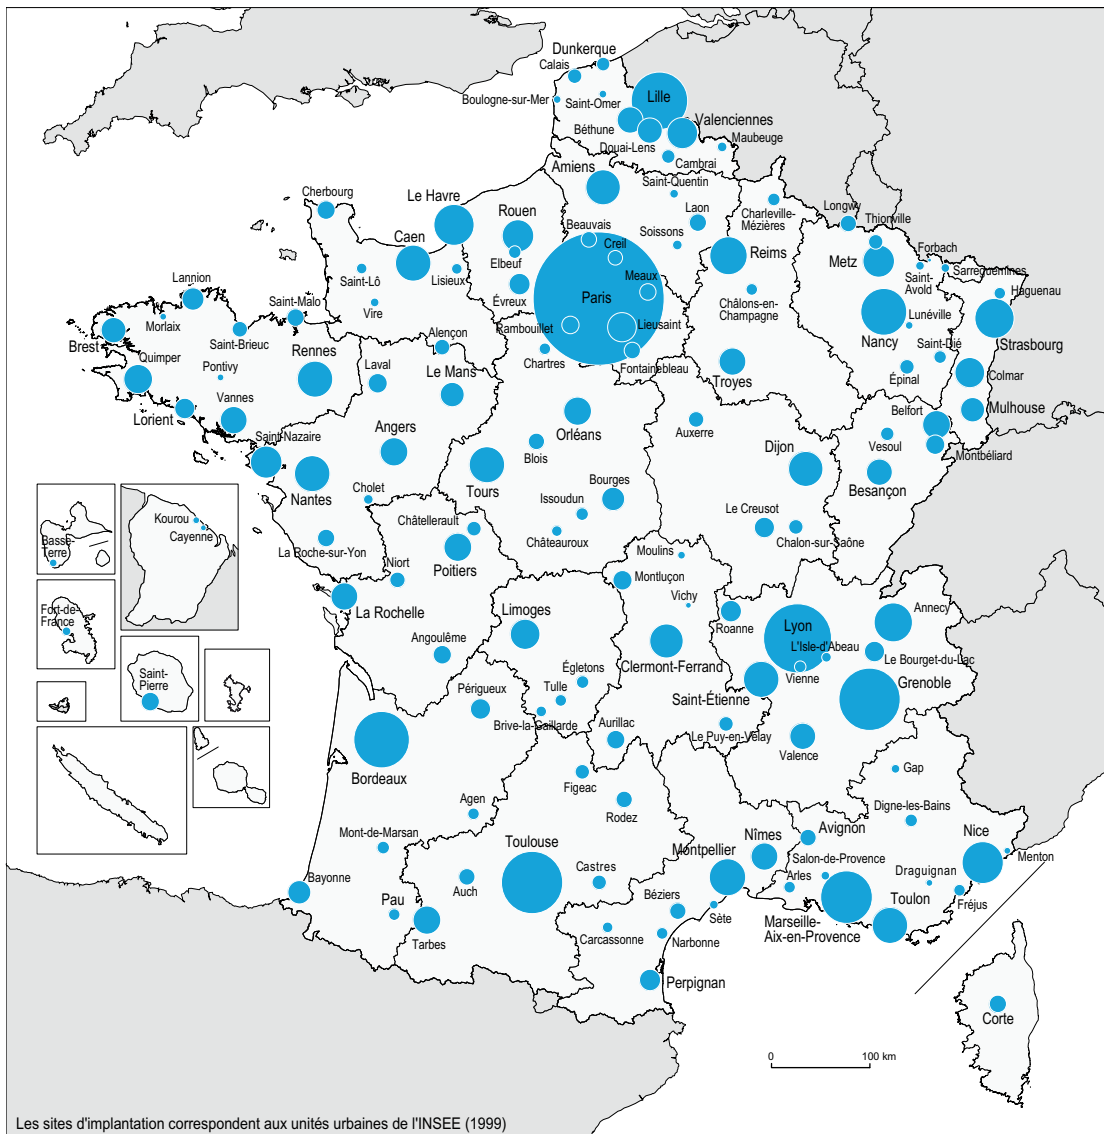 Dunkerque
Calais
Boulogne-sur-Mer
Saint-Omer
Lille
Béthune
Valenciennes
Douai-Lens
Maubeuge
Cambrai
Amiens
Saint-Quentin
Cherbourg
Le Havre
Rouen
Laon
Charleville-
Mézières
Longwy
Thionville
Beauvais
Soissons
Caen
Creil
Reims
Metz
Forbach
Elbeuf
Saint-
Avold
Sarreguemines
Saint-Lô
Lisieux
Meaux
Lannion
Évreux
Paris
Châlons-en-
Champagne
Haguenau
Saint-Malo
Vire
Lunéville
Morlaix
Rambouillet
Lieusaint
Nancy
Strasbourg
Brest
Saint-Brieuc
Alençon
Saint-Dié
Quimper
Rennes
Chartres
Fontainebleau
Pontivy
Laval
Le Mans
Troyes
Épinal
Colmar
Vannes
Lorient
Orléans
Auxerre
Belfort
Mulhouse
Saint-Nazaire
Angers
Blois
Dijon
Vesoul
Montbéliard
Nantes
Tours
Bourges
Besançon
Cholet
Issoudun
Kourou
Cayenne
Châtellerault
Le Creusot
Basse-
Terre
La Roche-sur-Yon
Châteauroux
Chalon-sur-Saône
Poitiers
Moulins
Niort
Montluçon
Vichy
Fort-de-
France
La Rochelle
Limoges
Roanne
Lyon
Annecy
Angoulême
Clermont-Ferrand
L'Isle-d'Abeau
Le Bourget-du-Lac
Saint-
Pierre
Égletons
Vienne
Grenoble
Périgueux
Tulle
Saint-Étienne
Brive-la-Gaillarde
Aurillac
Le Puy-en-Velay
Valence
Bordeaux
Figeac
Gap
Agen
Rodez
Digne-les-Bains
Mont-de-Marsan
Toulouse
Nîmes
Avignon
Nice
Montpellier
Salon-de-Provence
Menton
Bayonne
Auch
Castres
Arles
Draguignan
Pau
Béziers
Sète
Toulon
Fréjus
Tarbes
Carcassonne
Narbonne
Marseille-
Aix-en-Provence
Perpignan
Corte
0
100 km
Les sites d'implantation correspondent aux unités urbaines de l'INSEE (1999)